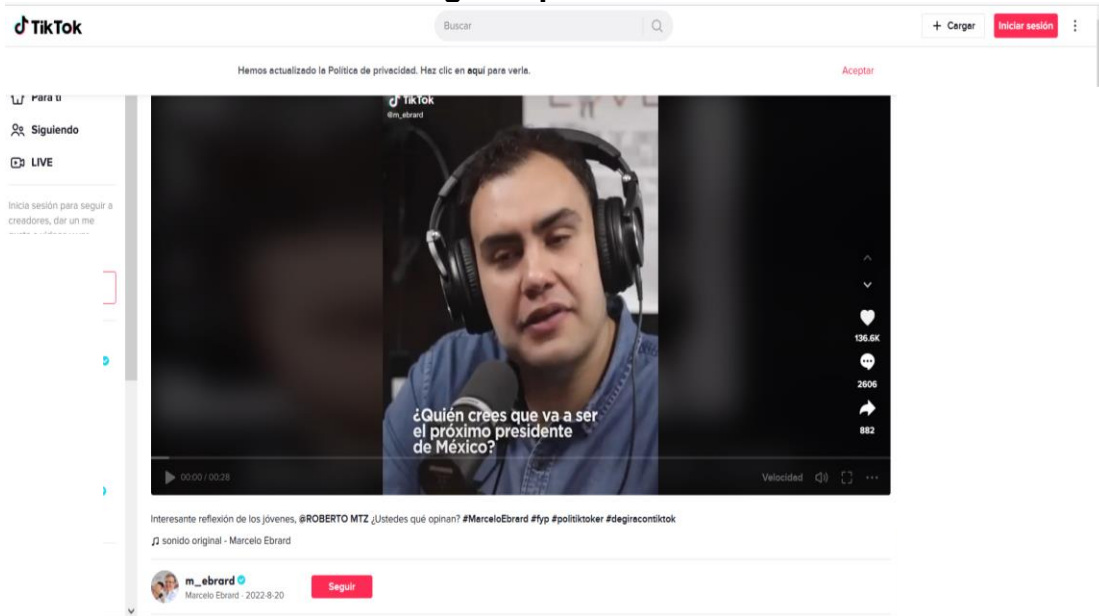 TikTok
Buscar
+ Cargar
Iniciar sesión
Hemos actualizado la Política de privacidad. Haz clic en aquí para verla.
Aceptar
Para ti
Siguiendo
LIVE
Inicia sesión para seguir a
creadores, dar un me
TikTok
@m_ebrard
¿Quién crees que va a ser
el próximo presidente
de México?
136.6K
2606
882
00:00 / 00:28
Velocidad
Interesante reflexión de los jóvenes, @ROBERTO MTZ ¿Ustedes qué opinan? #MarceloEbrard #fyp #politiktoker #degiracontiktok
sonido original - Marcelo Ebrard
m_ebrard
Marcelo Ebrard · 2022-8-20
Seguir